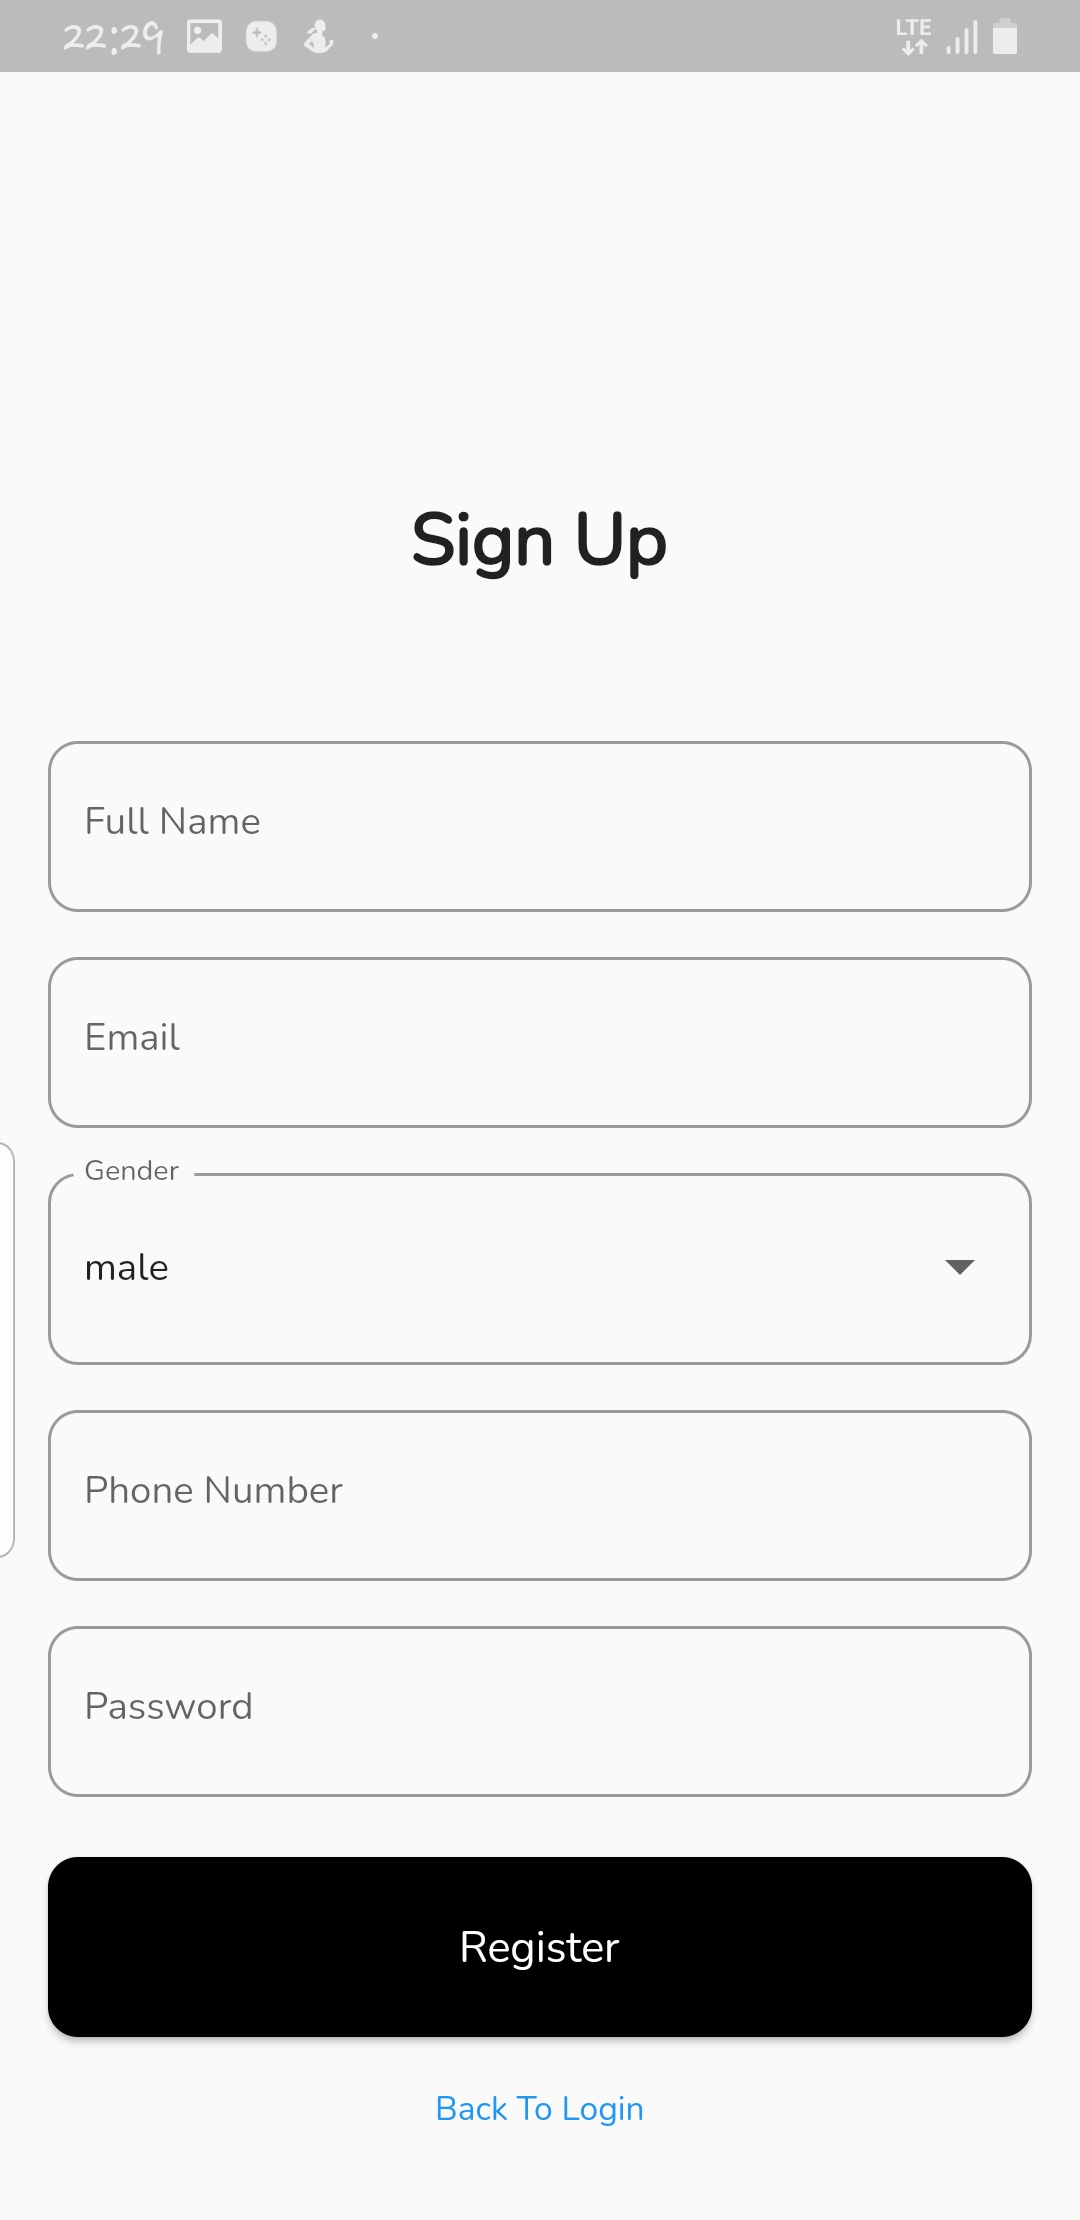 22:29
LTE
Sign Up
Full Name
Email
Gender
male
Phone Number
Password
Register
Back To Login